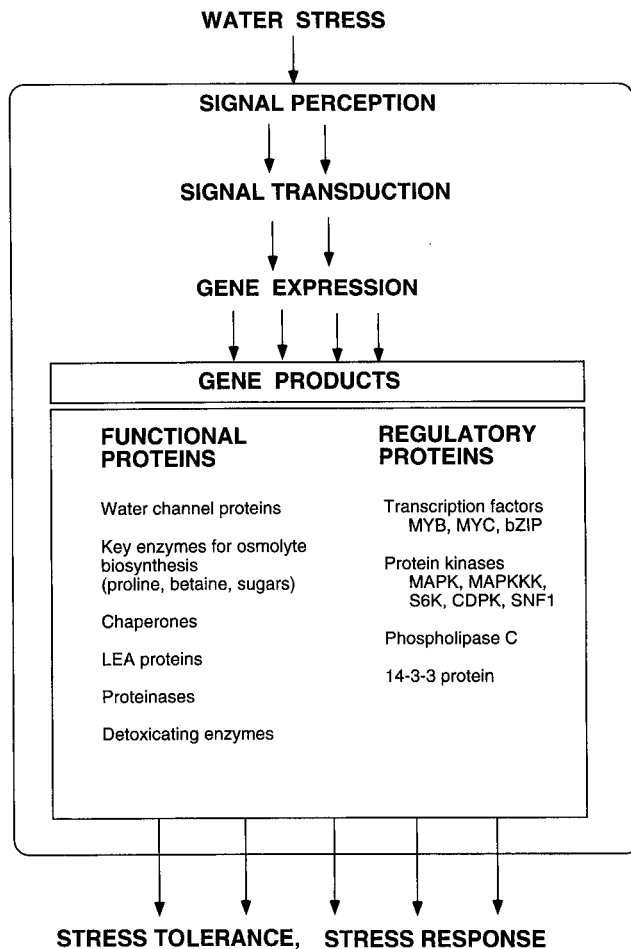 WATER STRESS
SIGNAL PERCEPTION
SIGNAL TRANSDUCTION
GENE EXPRESSION
GENE PRODUCTS
FUNCTIONAL
PROTEINS
Water channel proteins
Key enzymes for osmolyte
biosynthesis
(proline, betaine, sugars)
Chaperones
LEA proteins
Proteinases
Detoxicating enzymes
REGULATORY
PROTEINS
Transcription factors
MYB, MYC, bZIP
Protein kinases
MAPK, MAPKKK,
S6K, CDPK, SNF1
Phospholipase C
14-3-3 protein
STRESS TOLERANCE, STRESS RESPONSE